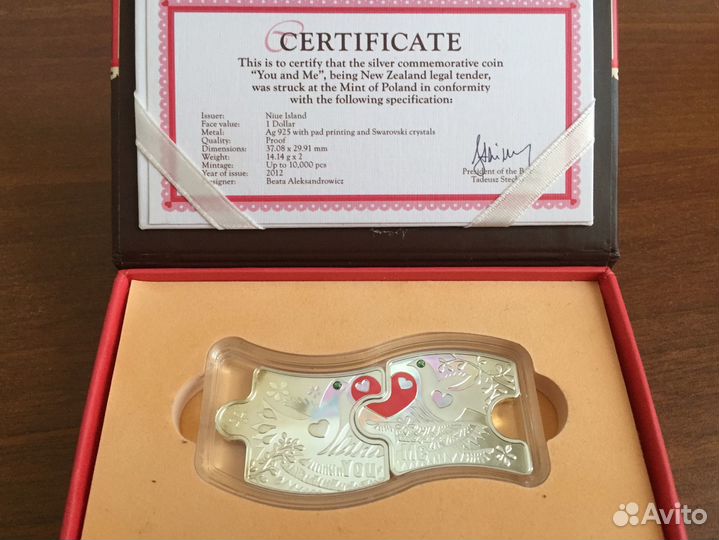 CERTIFICATE
This is to certify that the silver commemorative coin
“You and Me”, being New Zealand legal tender,
was struck at the Mint of Poland in conformity
with the following specification:
Issuer: Niue Island
Face value: 1 Dollar
Metal: Ag 925 with pad printing and Swarovski crystals
Quality: Proof
Dimensions: 37.08 x 29.91 mm
Weight: 14.14 g x 2
Mintage: Up to 10,000 pcs
Year of issue: 2012
Designer: Beata Aleksandrowicz
President of the
Tadeusz
You
Avito